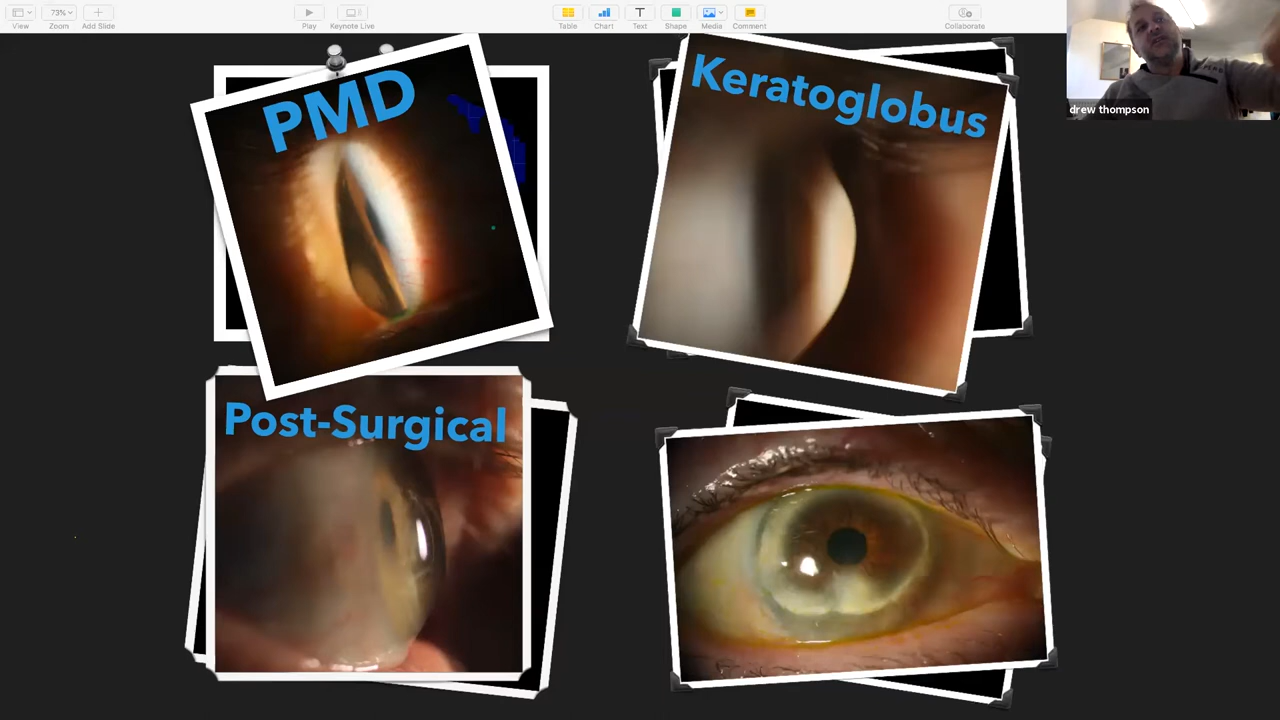 View
73%
Zoom
Add Slide
Play
Keynote Live
Table
Chart
Text
Shape
Media
Comment
Collaborate
drew thompson
PMD
Keratoglobus
Post-Surgical